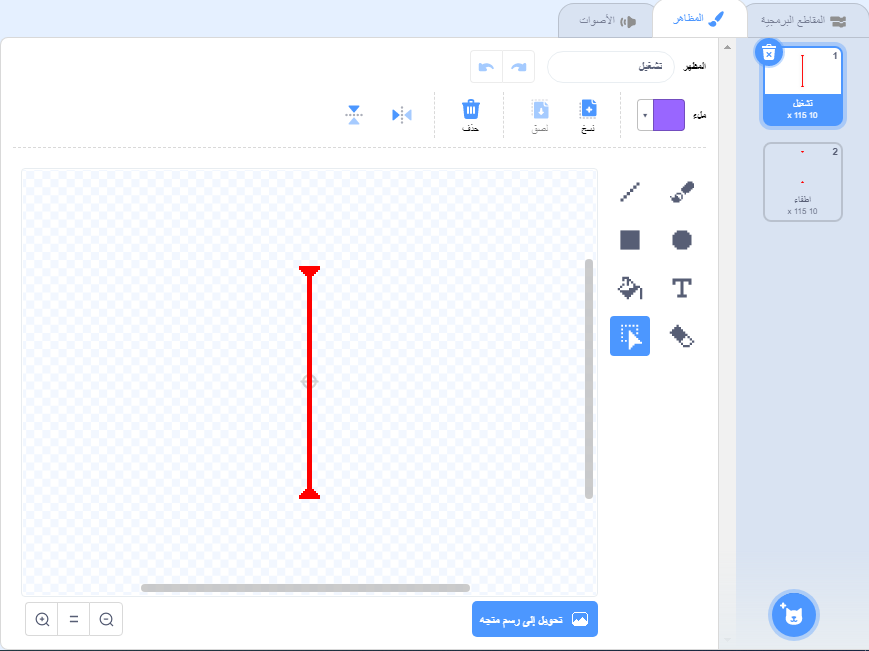 المقاطع البرمجية
المظاهر
الأصوات
المظهر
تشغيل
ملء
نسخ
لصق
حذف
T
تحويل إلى رسم متجه
1
تشغيل
10 x 115
2
اطفاء
10 x 115